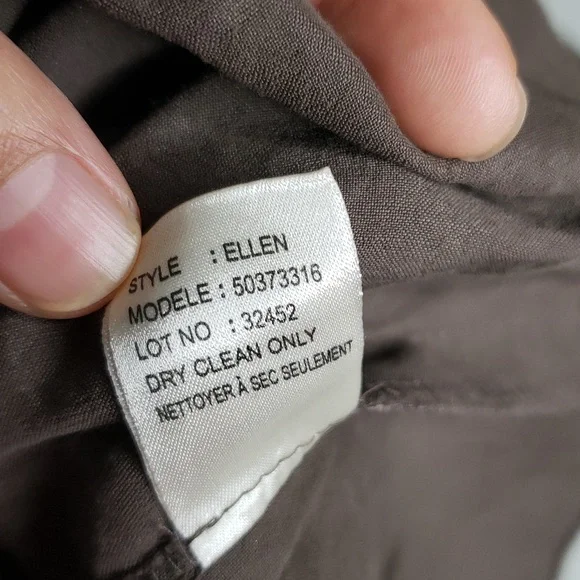 STYLE : ELLEN
MODELE : 50373316
LOT NO : 32452
DRY CLEAN ONLY
NETTOYER À SEC SEULEMENT